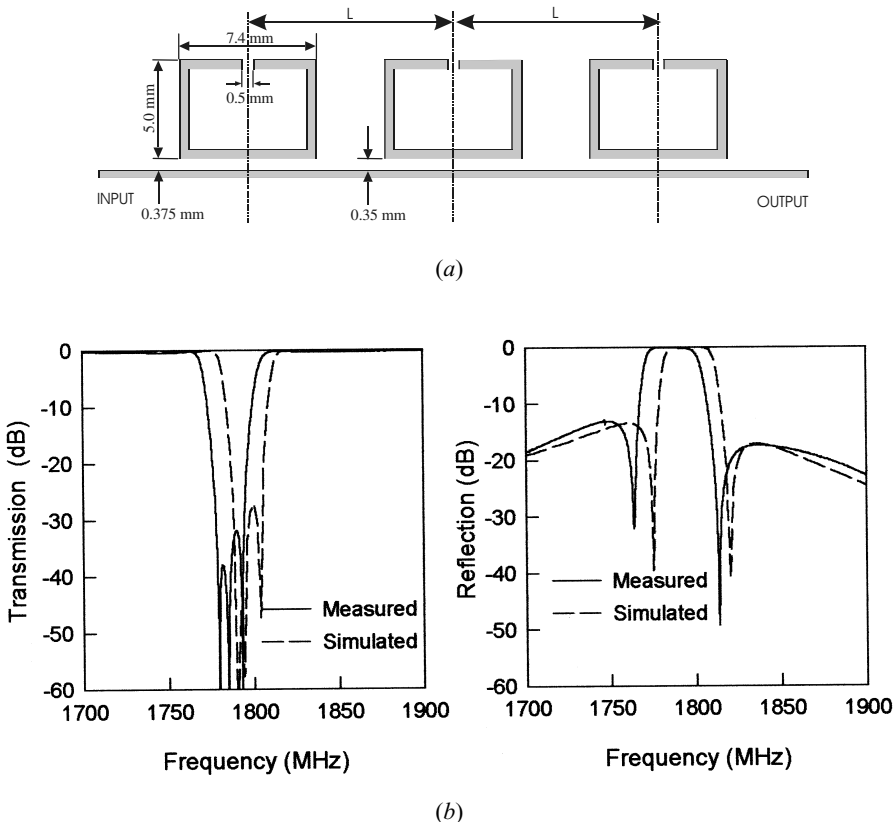 L L
7.4 mm
5.0 mm
0.5 mm
INPUT
0.375 mm
0.35 mm
OUTPUT
(a)
Transmission (dB)
0
-10
-20
-30
-40
-50
-60
Measured
Simulated
1700 1750 1800 1850 1900
Frequency (MHz)
Reflection (dB)
0
-10
-20
-30
-40
-50
-60
Measured
Simulated
1700 1750 1800 1850 1900
Frequency (MHz)
(b)